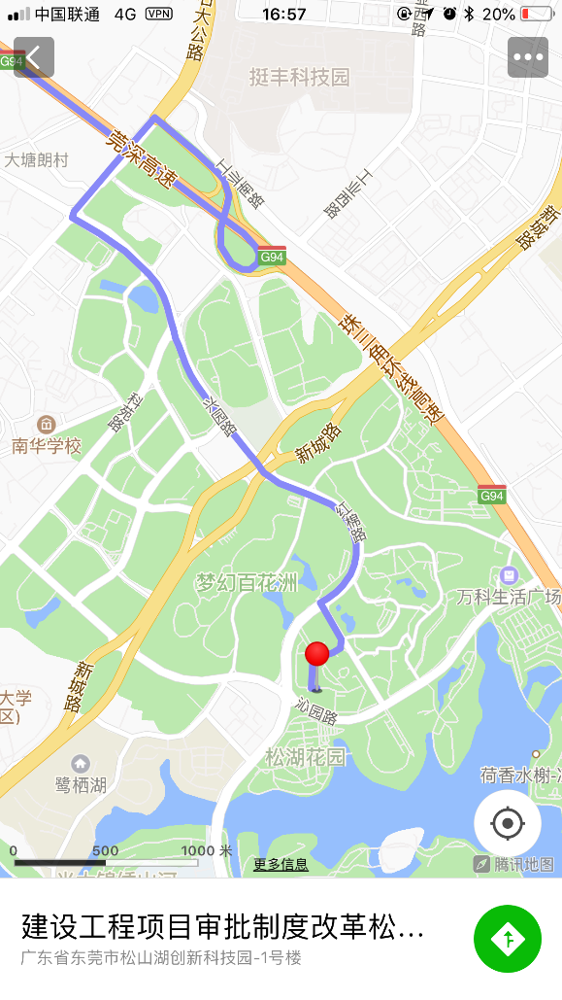 中国联通 4G VPN 16:57 20%
石大公路
工业西路
G94
挺丰科技园
莞深高速
大塘朗村
工业南路
工业西路
新城路
G94
珠三角环线高速
科苑路
兴园路
新城路
南华学校
G94
红棉路
梦幻百花洲
万科生活广场
新城路
大学
区)
沁园路
松湖花园
鹭栖湖
荷香水榭
0 500 1000 米
更多信息
腾讯地图
建设工程项目审批制度改革松...
广东省东莞市松山湖创新科技园-1号楼